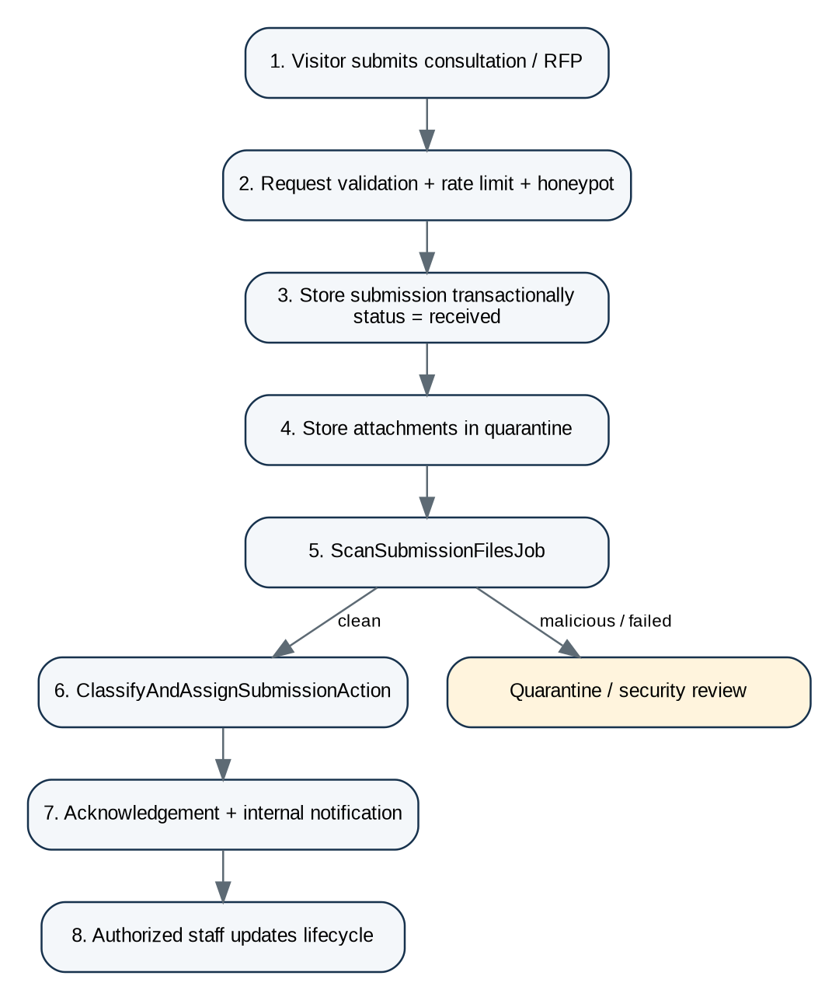 1. Visitor submits consultation / RFP
2. Request validation + rate limit + honeypot
3. Store submission transactionally
status = received
4. Store attachments in quarantine
5. ScanSubmissionFilesJob
clean
malicious / failed
6. ClassifyAndAssignSubmissionAction
Quarantine / security review
7. Acknowledgement + internal notification
8. Authorized staff updates lifecycle